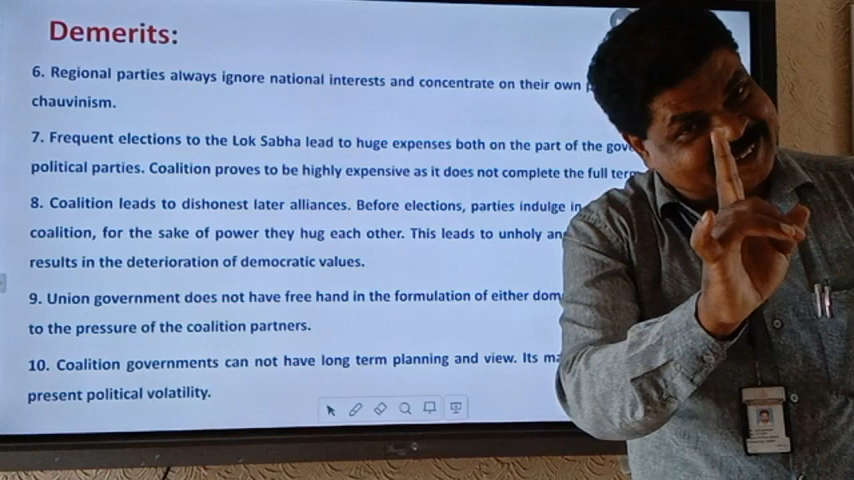 Demerits:
6. Regional parties always ignore national interests and concentrate on their own
chauvinism.
7. Frequent elections to the Lok Sabha lead to huge expenses both on the part of the
political parties. Coalition proves to be highly expensive as it does not complete the full
8. Coalition leads to dishonest later alliances. Before elections, parties indulge in
coalition, for the sake of power they hug each other. This leads to unholy
results in the deterioration of democratic values.
9. Union government does not have free hand in the formulation of either
to the pressure of the coalition partners.
10. Coalition governments can not have long term planning and view. Its
present political volatility.